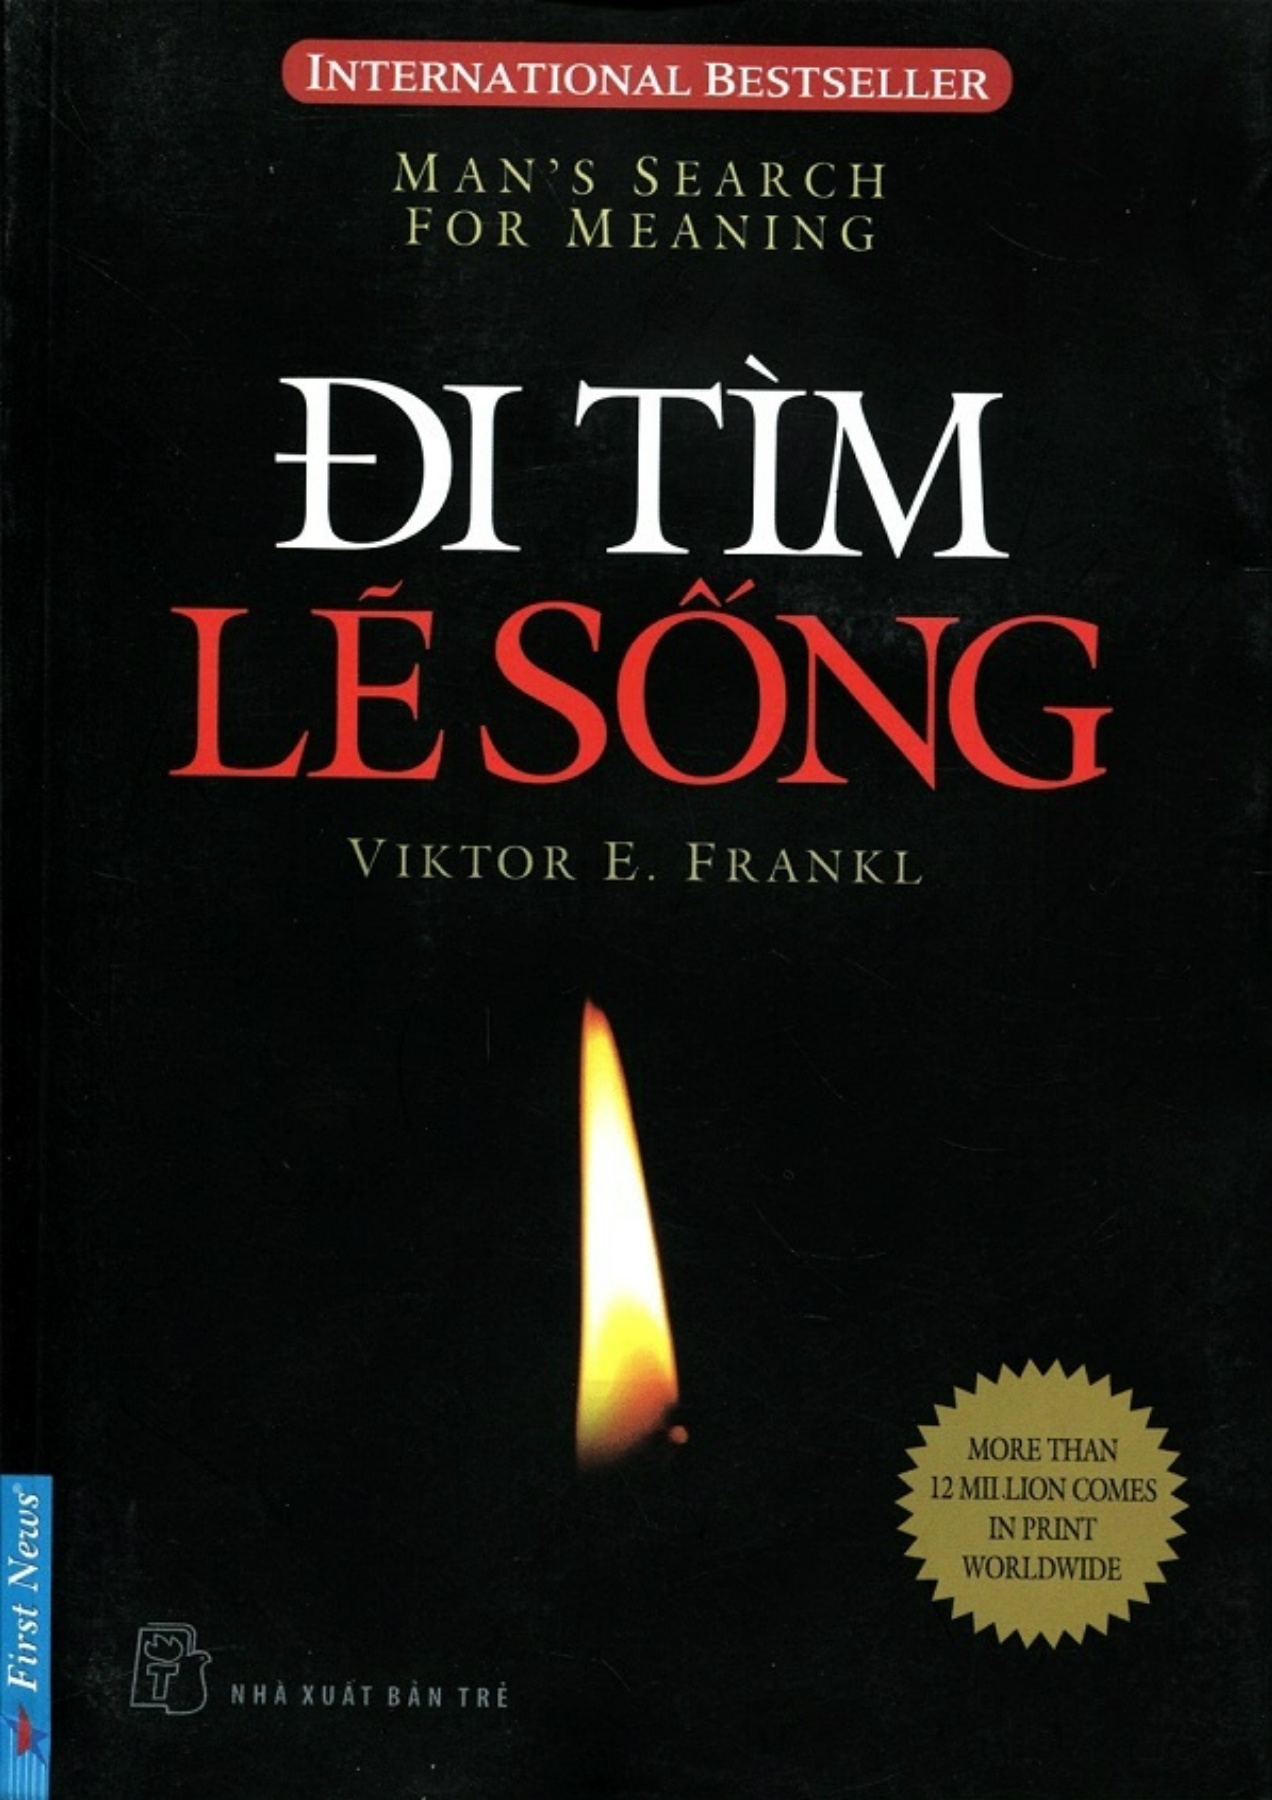 INTERNATIONAL BESTSELLER
MAN'S SEARCH
FOR MEANING
ĐI TÌM
LẼ SỐNG
VIKTOR E. FRANKL
MORE THAN
12 MILLION COMES
IN PRINT
WORLDWIDE
First News®
T
NHÀ XUẤT BẢN TRẺ